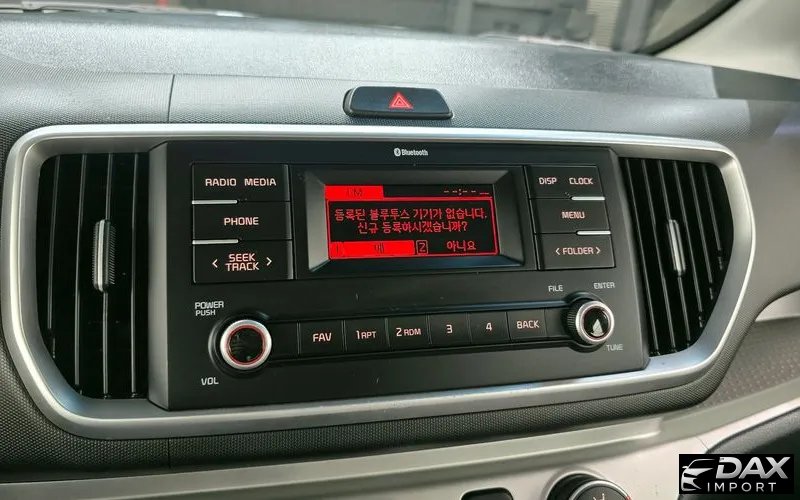 Bluetooth
RADIO MEDIA
PHONE
< SEEK >
TRACK
FM
--:--
등록된 블루투스 기기가 없습니다.
신규 등록하시겠습니까?
1 예 2 아니요
DISP CLOCK
MENU
< FOLDER >
POWER
PUSH
VOL
FAV 1 RPT 2 RDM 3 4 BACK
FILE
ENTER
TUNE
DAX
IMPORT